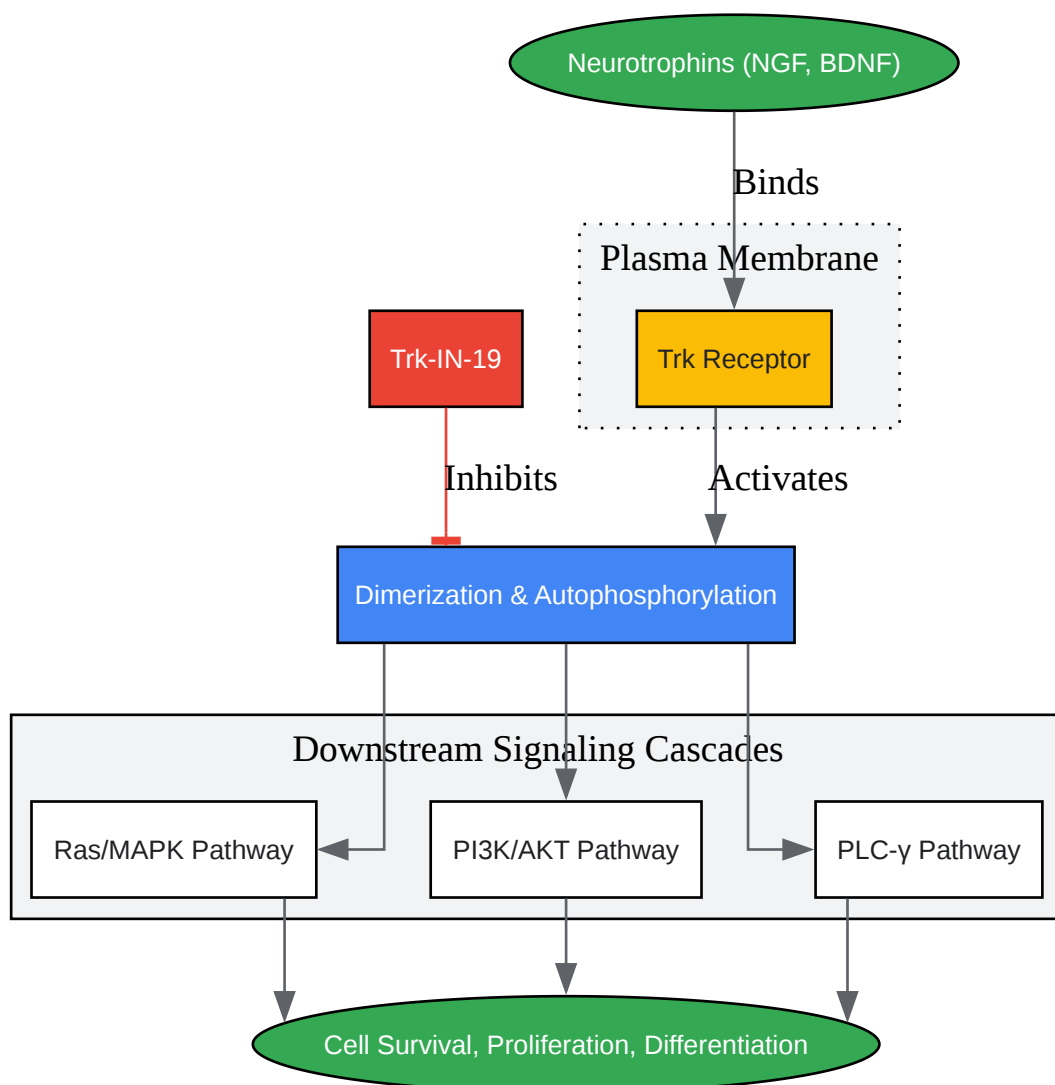 Neurotrophins (NGF, BDNF)
Binds
Plasma Membrane
Trk-IN-19
Trk Receptor
Inhibits
Activates
Dimerization & Autophosphorylation
Downstream Signaling Cascades
Ras/MAPK Pathway
PI3K/AKT Pathway
PLC-γ Pathway
Cell Survival, Proliferation, Differentiation